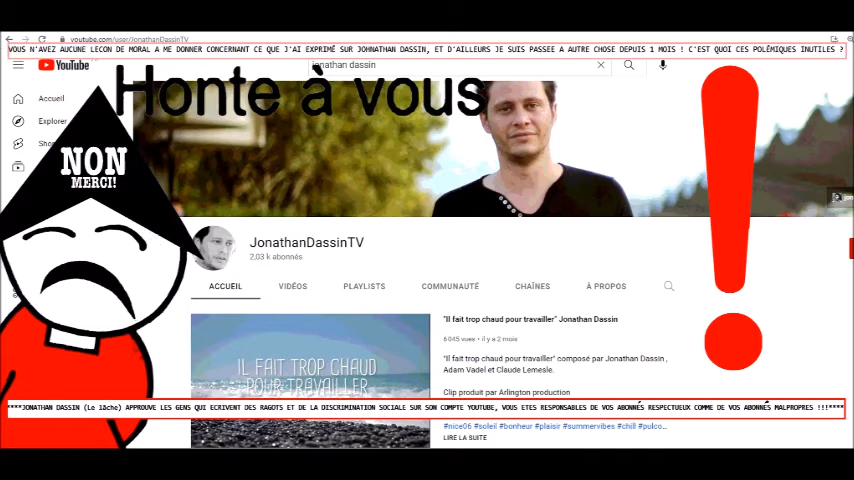 youtube.com/user/JonathanDassinTV
VOUS N'AVEZ AUCUNE LECON DE MORAL A ME DONNER CONCERNANT CE QUE J'AI EXPRIMÉ SUR JOHNATHAN DASSIN, ET D'AILLEURS JE SUIS PASSEE A AUTRE CHOSE DEPUIS 1 MOIS ! C'EST QUOI CES POLÉMIQUES INUTILES ?
YouTube
jonathan dassin
Honte à vous
Accueil
Explorer
NON
MERCI!
JonathanDassinTV
2,03 k abonnés
ACCUEIL VIDÉOS PLAYLISTS COMMUNAUTÉ CHAÎNES À PROPOS
"Il fait trop chaud pour travailler" Jonathan Dassin
6 045 vues • il y a 2 mois
IL FAIT TROP CHAUD
POUR TRAVAILLER
"Il fait trop chaud pour travailler" composé par Jonathan Dassin ,
Adam Vadel et Claude Lemesle.
Clip produit par Arlington production
****JONATHAN DASSIN (Le lâche) APPROUVE LES GENS QUI ECRIVENT DES RAGOTS ET DE LA DISCRIMINATION SOCIALE SUR SON COMPTE YOUTUBE, VOUS ETES RESPONSABLES DE VOS ABONNÉS RESPECTUEUX COMME DE VOS ABONNÉS MALPROPRES !!!****
#nice06 #soleil #bonheur #plaisir #summervibes #chill #pulco...
LIRE LA SUITE